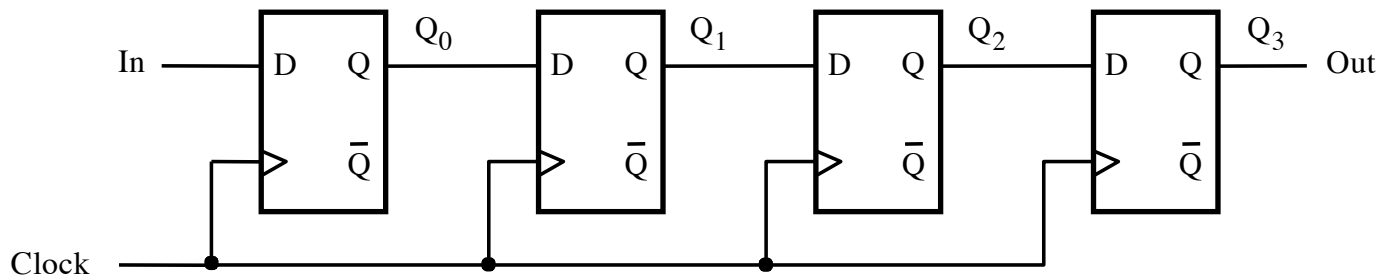 Q₀ Q₁ Q₂ Q₃
In D Q D Q D Q D Q Out
Q̅ Q̅ Q̅ Q̅
Clock